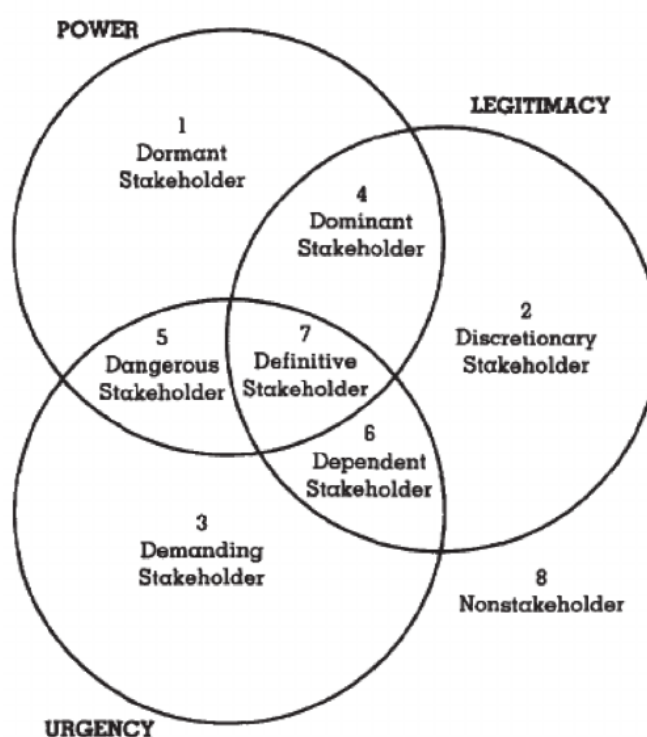 POWER
LEGITIMACY
1
Dormant
Stakeholder
4
Dominant
Stakeholder
2
Discretionary
Stakeholder
5
Dangerous
Stakeholder
7
Definitive
Stakeholder
6
Dependent
Stakeholder
3
Demanding
Stakeholder
8
Nonstakeholder
URGENCY